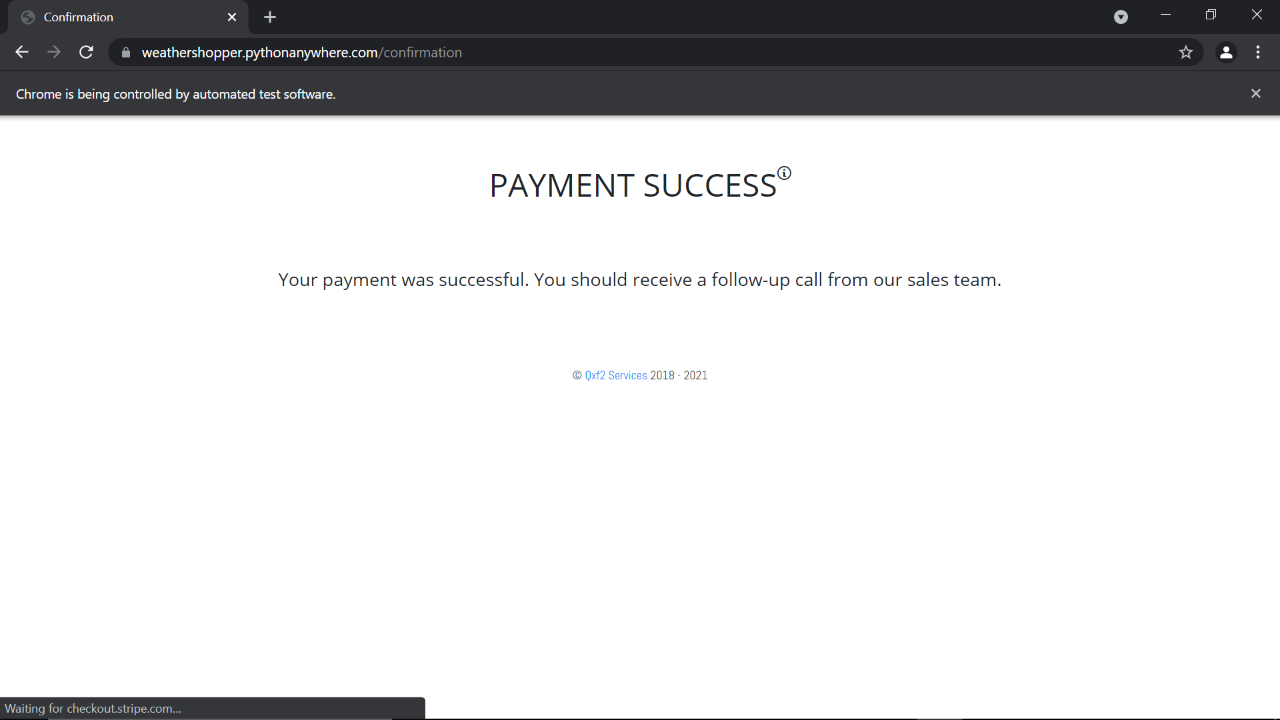 Confirmation
weathershopper.pythonanywhere.com/confirmation
Chrome is being controlled by automated test software.
PAYMENT SUCCESS
Your payment was successful. You should receive a follow-up call from our sales team.
© Qxf2 Services 2018 - 2021
Waiting for checkout.stripe.com...